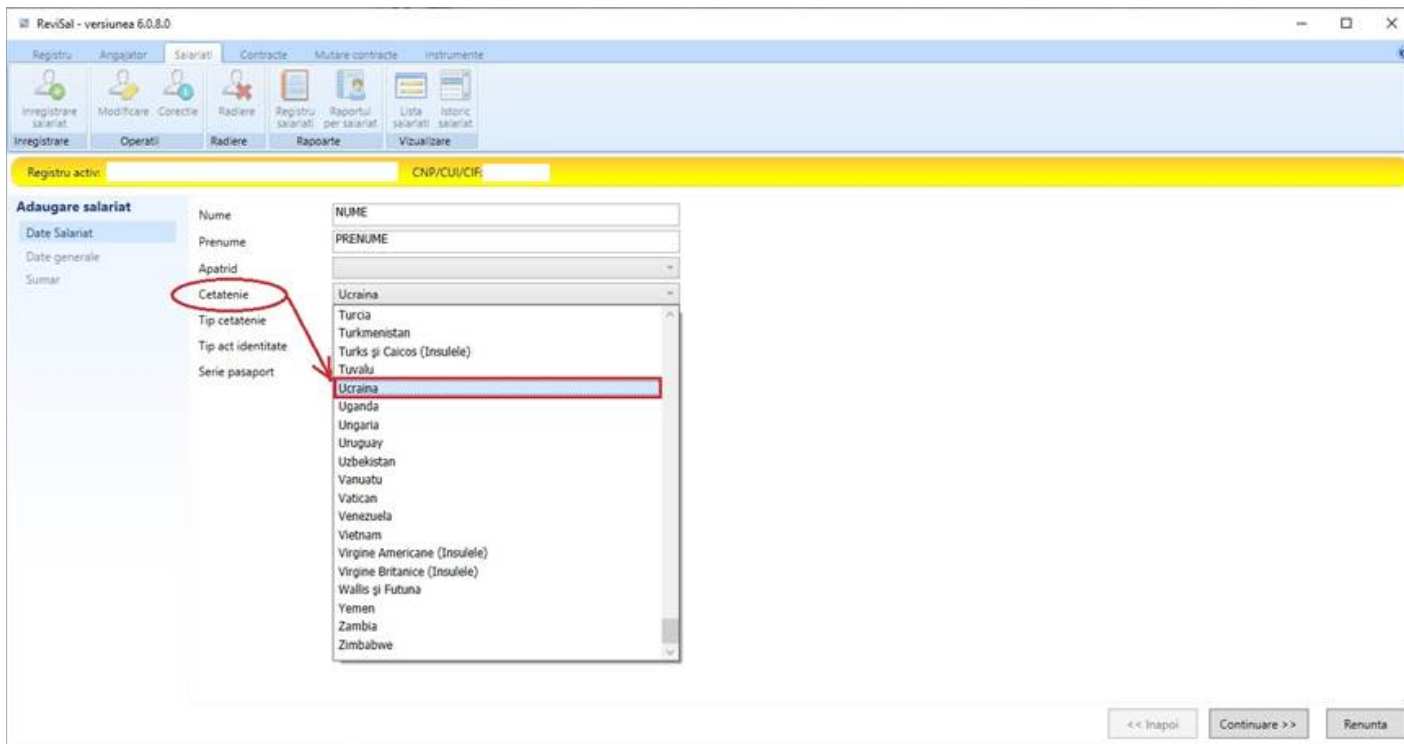 ReviSal - versiunea 6.0.8.0
Registru Angajator Salariati Contracte Mutare contracte Instrumente
Inregistrare salariat
Modificare
Corectie
Radiere
Registru salariati
Raportul per salariat
Lista salariati
Istoric salariat
Inregistrare Operatii Radiere Rapoarte Vizualizare
Registru activ: CNP/CUI/CIF:
Adaugare salariat
Date Salariat
Date generale
Sumar
Nume NUME
Prenume PRENUME
Apatrid
Cetatenie Ucraina
Tip cetatenie
Tip act identitate
Serie pasaport
Turcia
Turkmenistan
Turks şi Caicos (Insulele)
Tuvalu
Ucraina
Uganda
Ungaria
Uruguay
Uzbekistan
Vanuatu
Vatican
Venezuela
Vietnam
Virgine Americane (Insulele)
Virgine Britanice (Insulele)
Wallis şi Futuna
Yemen
Zambia
Zimbabwe
<< Inapoi Continuare >> Renunta